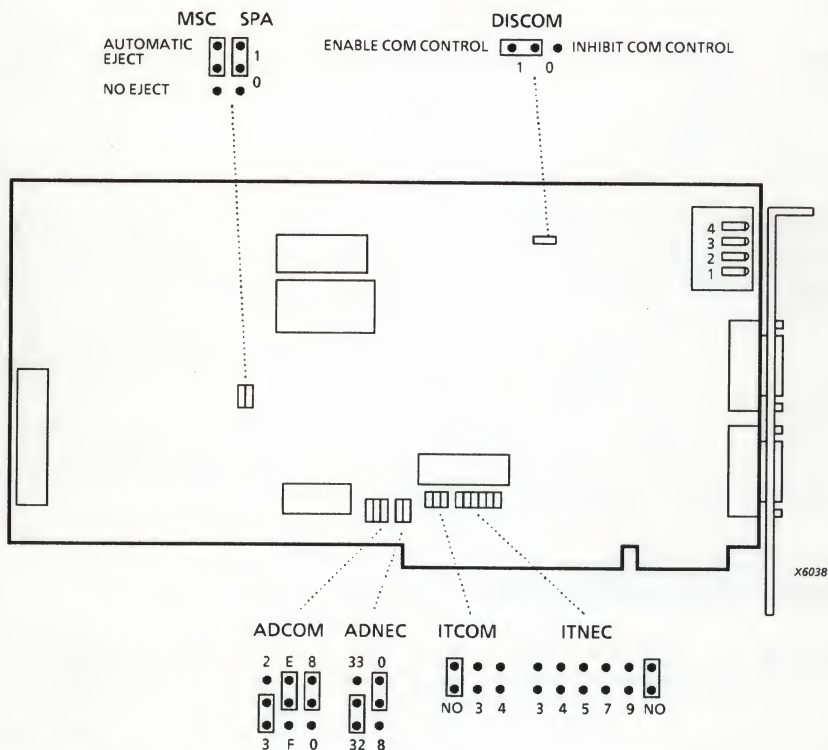 MSC SPA
AUTOMATIC
EJECT
1
0
NO EJECT
DISCOM
ENABLE COM CONTROL
INHIBIT COM CONTROL
1 0
4
3
2
1
X6038
ADCOM ADNEC ITCOM ITNEC
2 E 8 33 0
NO 3 4 3 4 5 7 9 NO
3 F 0 32 8